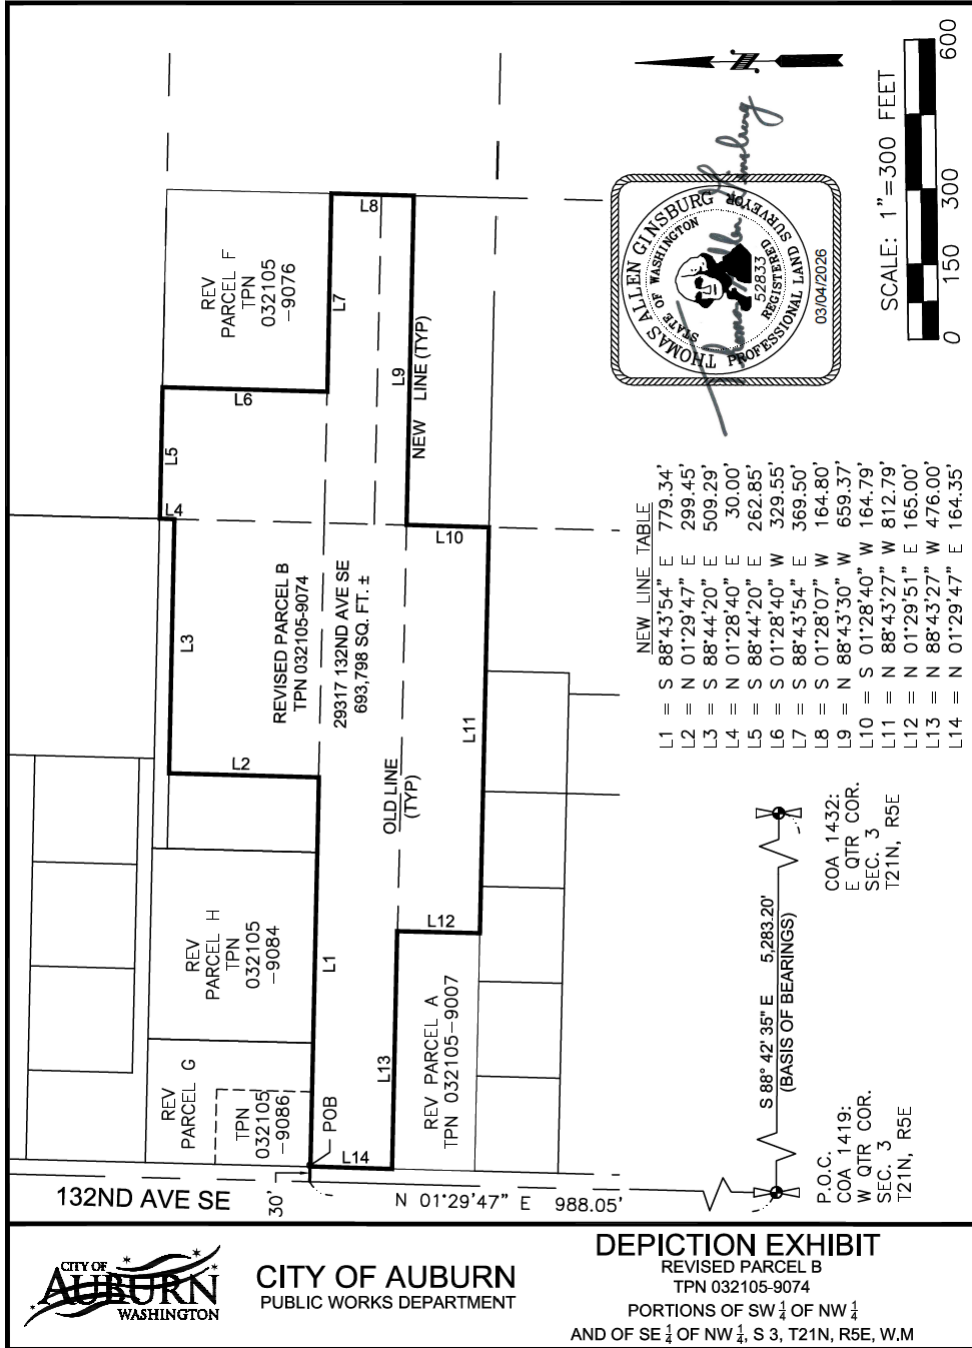 REV
PARCEL F
TPN
032105
-9076
L8
L7
L6
L5
L4
L9
NEW LINE (TYP)
L10
L3
REVISED PARCEL B
TPN 032105-9074
29317 132ND AVE SE
693,798 SQ. FT. ±
L2
OLD LINE
(TYP)
L11
L12
L1
REV
PARCEL H
TPN
032105
-9084
REV
PARCEL G
TPN
032105
-9086
POB
L13
L14
REV PARCEL A
TPN 032105-9007
30'
132ND AVE SE
N 01°29'47" E 988.05'
N
THOMAS ALLEN GINSBURG
STATE OF WASHINGTON
52833
REGISTERED
PROFESSIONAL LAND SURVEYOR
03/04/2026
SCALE: 1"=300 FEET
0 150 300 600
NEW LINE TABLE
L1 = S 88°43'54" E 779.34'
L2 = N 01°29'47" E 299.45'
L3 = S 88°44'20" E 509.29'
L4 = N 01°28'40" E 30.00'
L5 = S 88°44'20" E 262.85'
L6 = S 01°28'40" W 329.55'
L7 = S 88°43'54" E 369.50'
L8 = S 01°28'07" W 164.80'
L9 = N 88°43'30" W 659.37'
L10 = S 01°28'40" W 164.79'
L11 = N 88°43'27" W 812.79'
L12 = N 01°29'51" E 165.00'
L13 = N 88°43'27" W 476.00'
L14 = N 01°29'47" E 164.35'
S 88° 42' 35" E 5,283.20'
(BASIS OF BEARINGS)
P.O.C.
COA 1419:
W QTR COR.
SEC. 3
T21N, R5E
COA 1432:
E QTR COR.
SEC. 3
T21N, R5E
CITY OF
AUBURN
WASHINGTON
CITY OF AUBURN
PUBLIC WORKS DEPARTMENT
DEPICTION EXHIBIT
REVISED PARCEL B
TPN 032105-9074
PORTIONS OF SW 1/4 OF NW 1/4
AND OF SE 1/4 OF NW 1/4, S 3, T21N, R5E, W.M